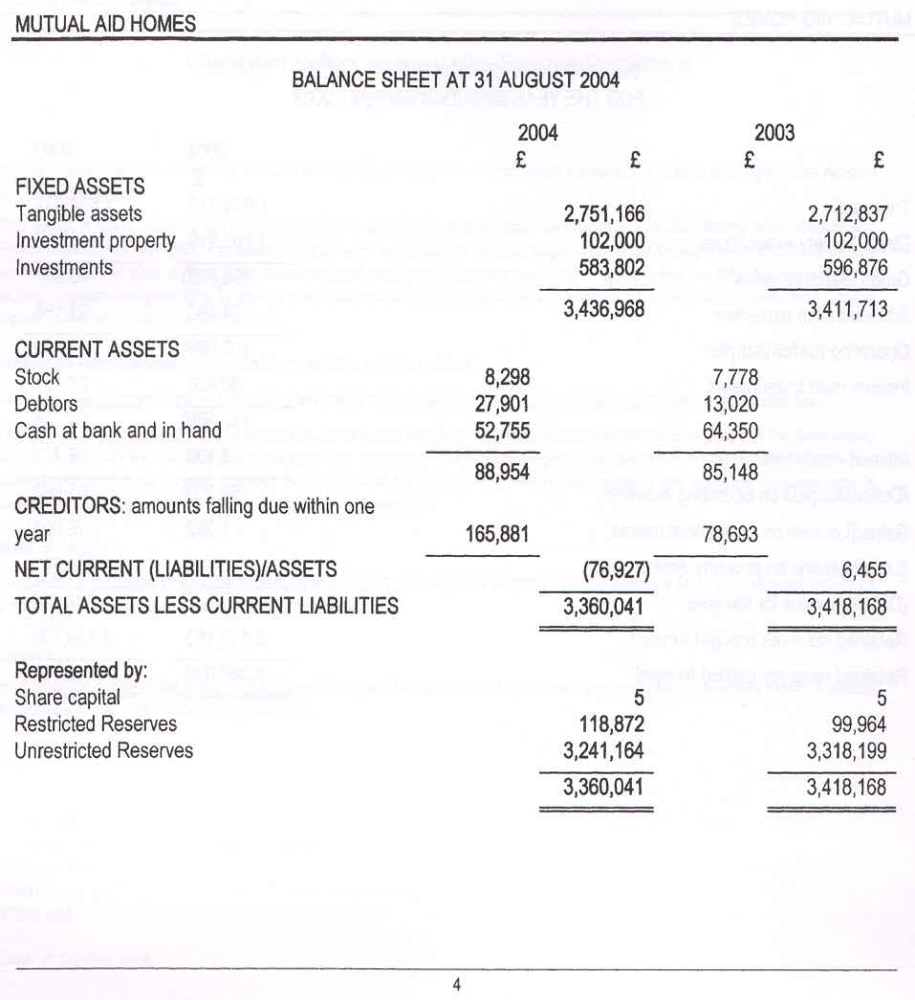 MUTUAL AID HOMES
BALANCE SHEET AT 31 AUGUST 2004
2004 2003
£ £ £ £
FIXED ASSETS
Tangible assets 2,751,166 2,712,837
Investment property 102,000 102,000
Investments 583,802 596,876
3,436,968 3,411,713
CURRENT ASSETS
Stock 8,298 7,778
Debtors 27,901 13,020
Cash at bank and in hand 52,755 64,350
88,954 85,148
CREDITORS: amounts falling due within one
year 165,881 78,693
NET CURRENT (LIABILITIES)/ASSETS (76,927) 6,455
TOTAL ASSETS LESS CURRENT LIABILITIES 3,360,041 3,418,168
Represented by:
Share capital 5 5
Restricted Reserves 118,872 99,964
Unrestricted Reserves 3,241,164 3,318,199
3,360,041 3,418,168
4